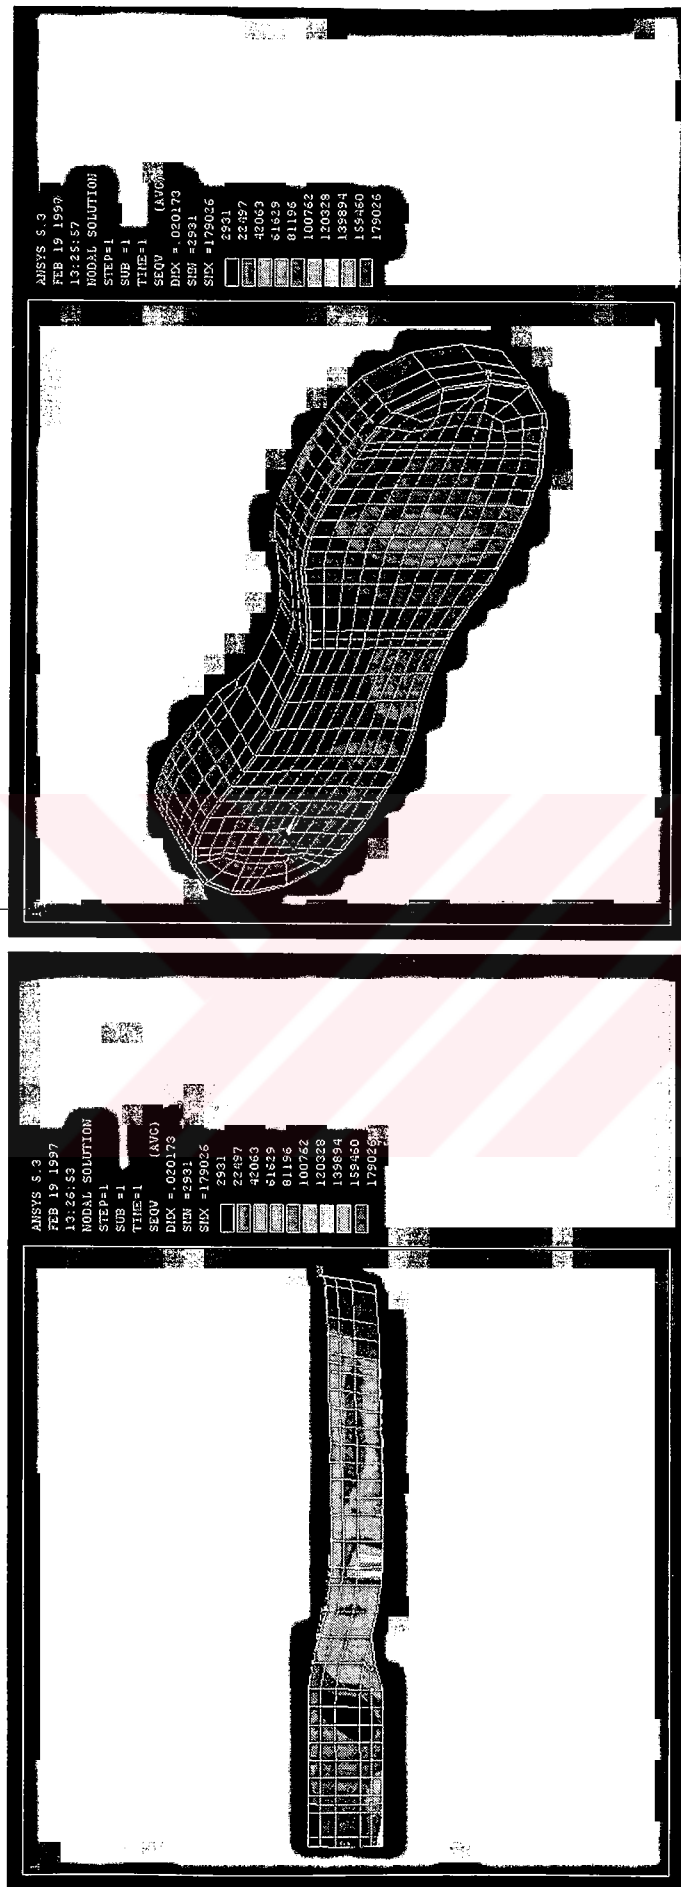 ANSYS 5.3
FEB 19 1997
13:25:57
NODAL SOLUTION
STEP=1
SUB =1
TIME=1
SEQV (AVG)
DMX =.020173
SMN =2931
SMX =179026
2931
22497
42063
61629
81196
100762
120328
139894
159460
179026
ANSYS 5.3
FEB 19 1997
13:26:53
NODAL SOLUTION
STEP=1
SUB =1
TIME=1
SEQV (AVG)
DMX =.020173
SMN =2931
SMX =179026
2931
22497
42063
61629
81196
100762
120328
139894
159460
179026